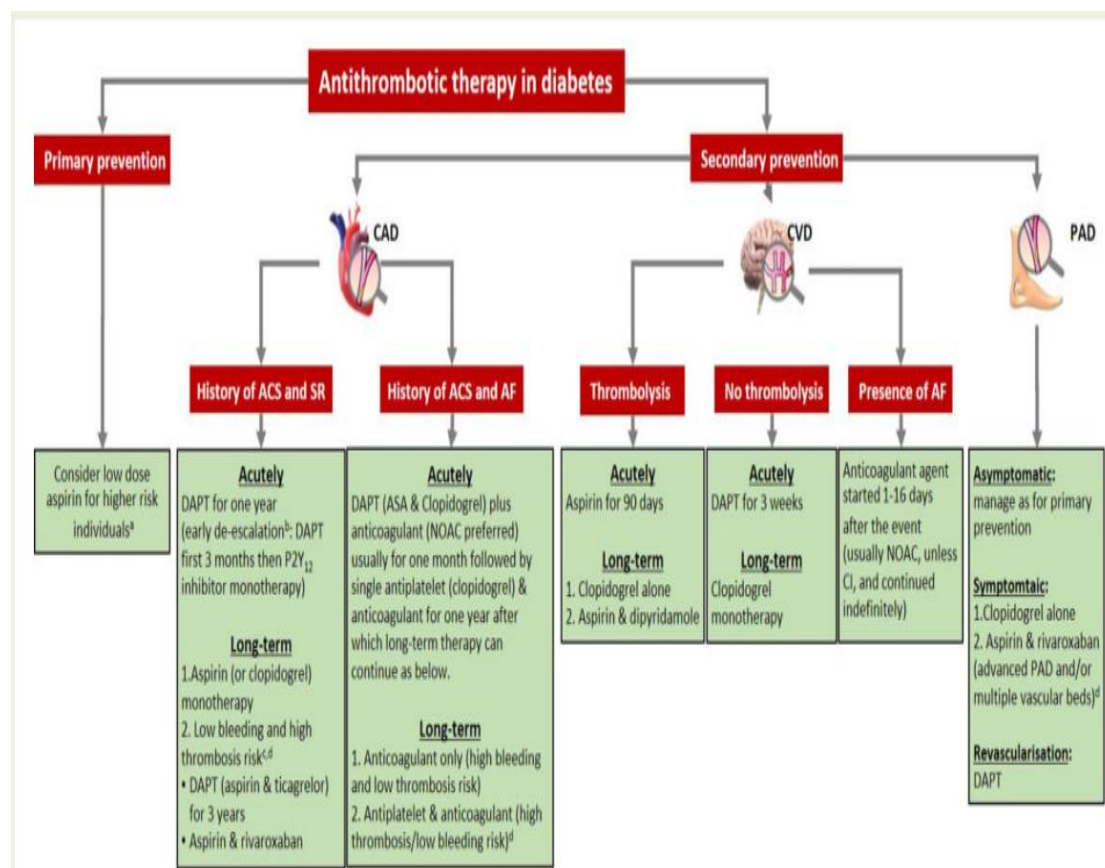 Antithrombotic therapy in diabetes
Primary prevention
Secondary prevention
CAD
CVD
PAD
History of ACS and SR
History of ACS and AF
Thrombolysis
No thrombolysis
Presence of AF
Consider low dose
aspirin for higher risk
individualsᵃ
Acutely
DAPT for one year
(early de-escalationᵇ: DAPT
first 3 months then P2Y₁₂
inhibitor monotherapy)
Long-term
1.Aspirin (or clopidogrel)
monotherapy
2. Low bleeding and high
thrombosis riskᶜ,ᵈ
• DAPT (aspirin & ticagrelor)
for 3 years
• Aspirin & rivaroxaban
Acutely
DAPT (ASA & Clopidogrel) plus
anticoagulant (NOAC preferred)
usually for one month followed by
single antiplatelet (clopidogrel) &
anticoagulant for one year after
which long-term therapy can
continue as below.
Long-term
1. Anticoagulant only (high bleeding
and low thrombosis risk)
2. Antiplatelet & anticoagulant (high
thrombosis/low bleeding risk)ᵈ
Acutely
Aspirin for 90 days
Long-term
1. Clopidogrel alone
2. Aspirin & dipyridamole
Acutely
DAPT for 3 weeks
Long-term
Clopidogrel
monotherapy
Anticoagulant agent
started 1-16 days
after the event
(usually NOAC, unless
CI, and continued
indefinitely)
Asymptomatic:
manage as for primary
prevention
Symptomtaic:
1.Clopidogrel alone
2. Aspirin & rivaroxaban
(advanced PAD and/or
multiple vascular beds)ᵈ
Revascularisation:
DAPT